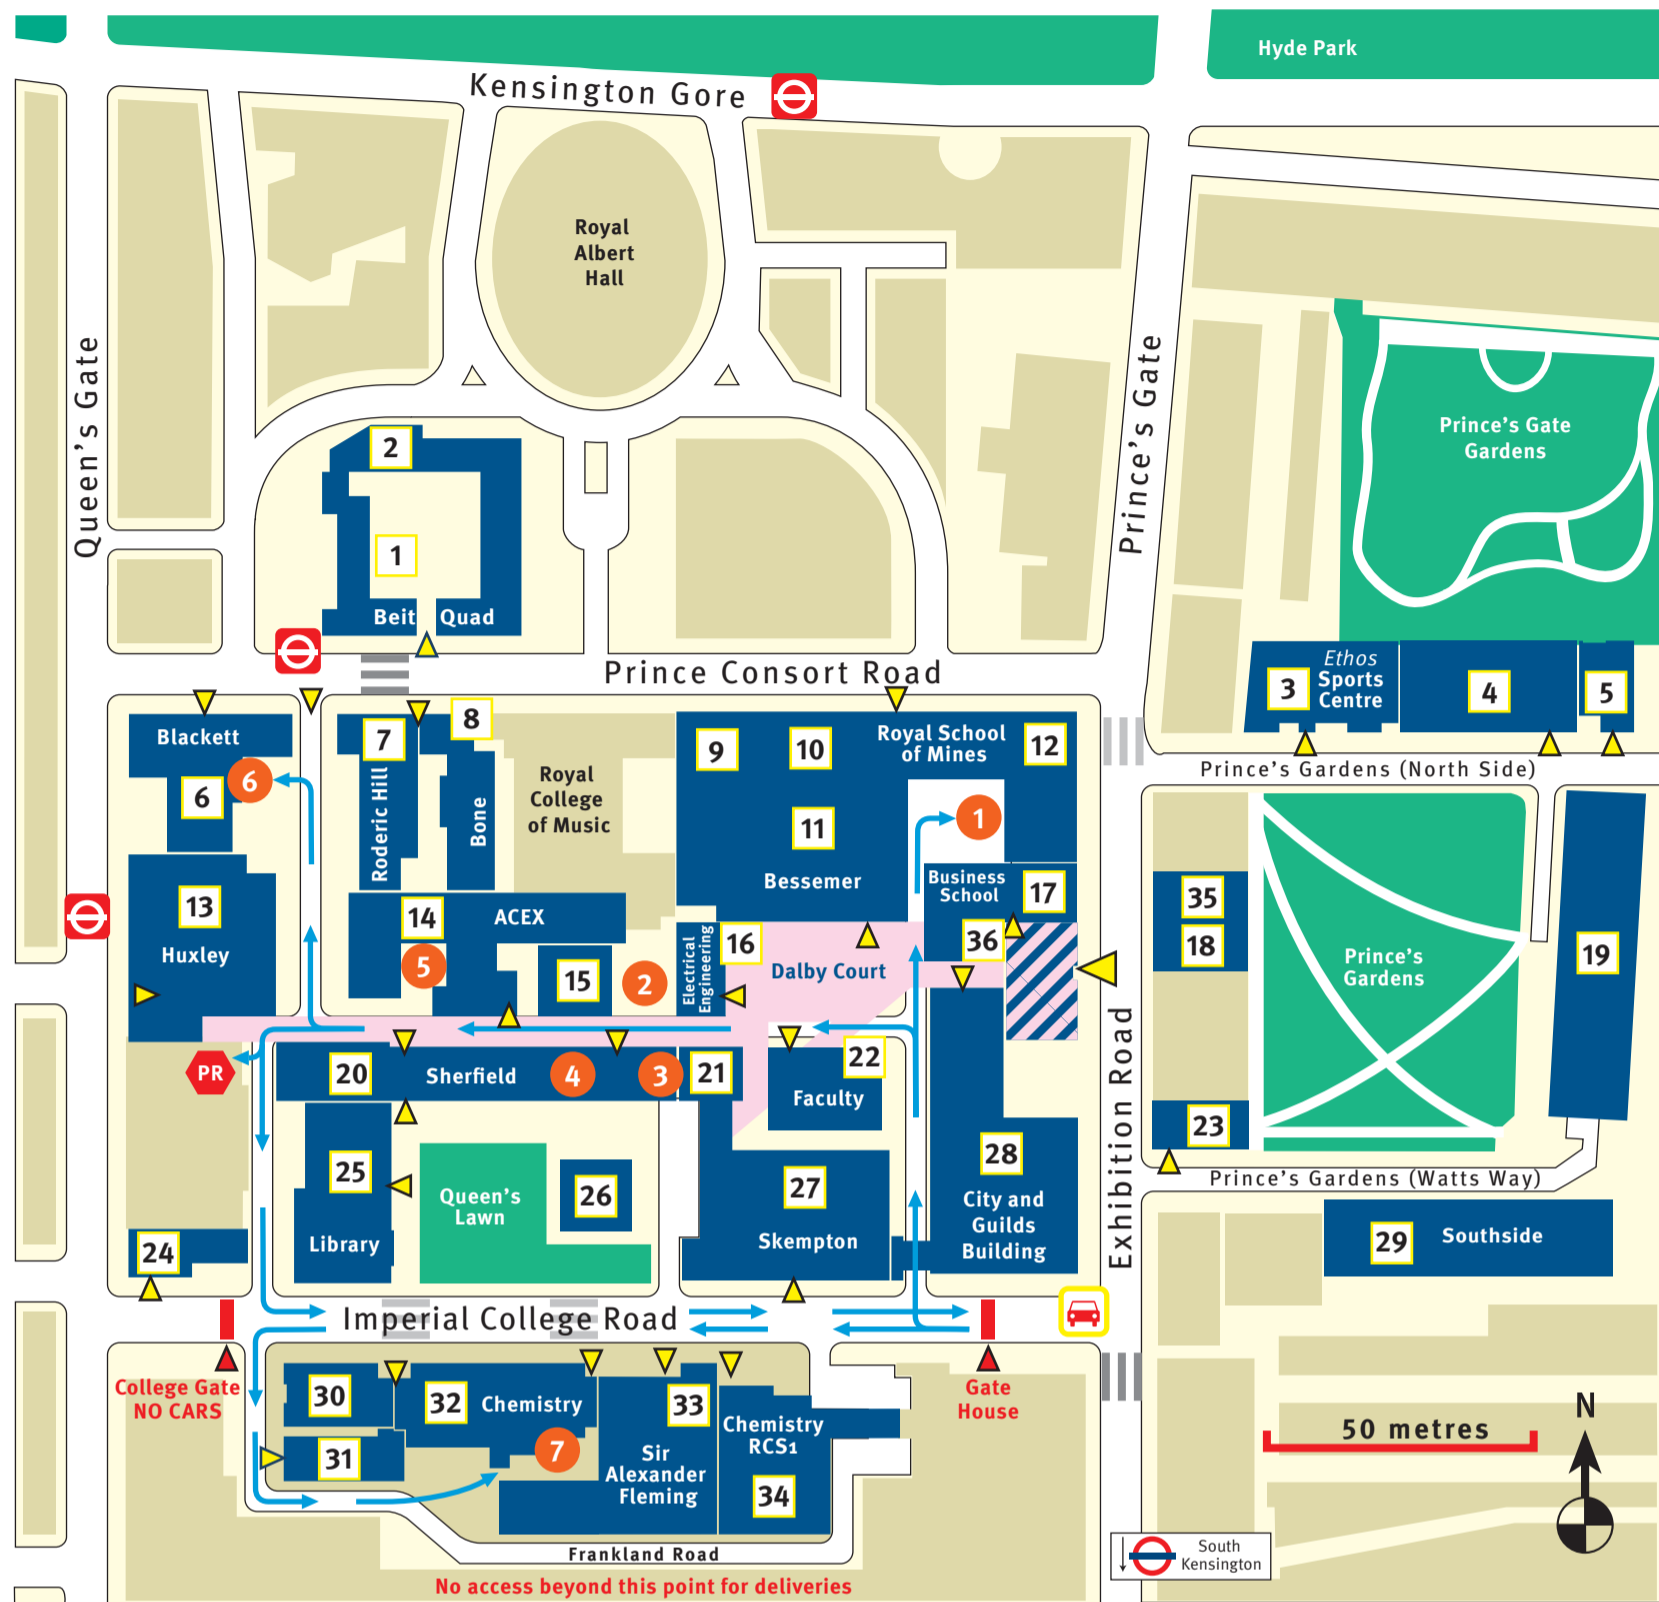 Hyde Park
Kensington Gore
Royal
Albert
Hall
Queen's Gate
Prince's Gate
Prince's Gate
Gardens
2
1
Beit Quad
Prince Consort Road
3
Ethos
Sports
Centre
4
5
Prince's Gardens (North Side)
Blackett
6
6
7
8
Roderic Hill
Bone
Royal
College
of Music
9
10
Royal School
of Mines
12
11
1
Bessemer
Business
School
17
13
Huxley
14
ACEX
5
15
2
Electrical
Engineering
16
Dalby Court
36
35
18
Prince's
Gardens
19
PR
20
Sherfield
4
3
21
22
Faculty
Exhibition Road
23
Prince's Gardens (Watts Way)
24
25
Library
Queen's
Lawn
26
27
Skempton
28
City and
Guilds
Building
29
Southside
Imperial College Road
College Gate
NO CARS
30
31
32
Chemistry
7
33
Sir
Alexander
Fleming
Chemistry
RCS1
34
Gate
House
50 metres
N
Frankland Road
South
Kensington
No access beyond this point for deliveries